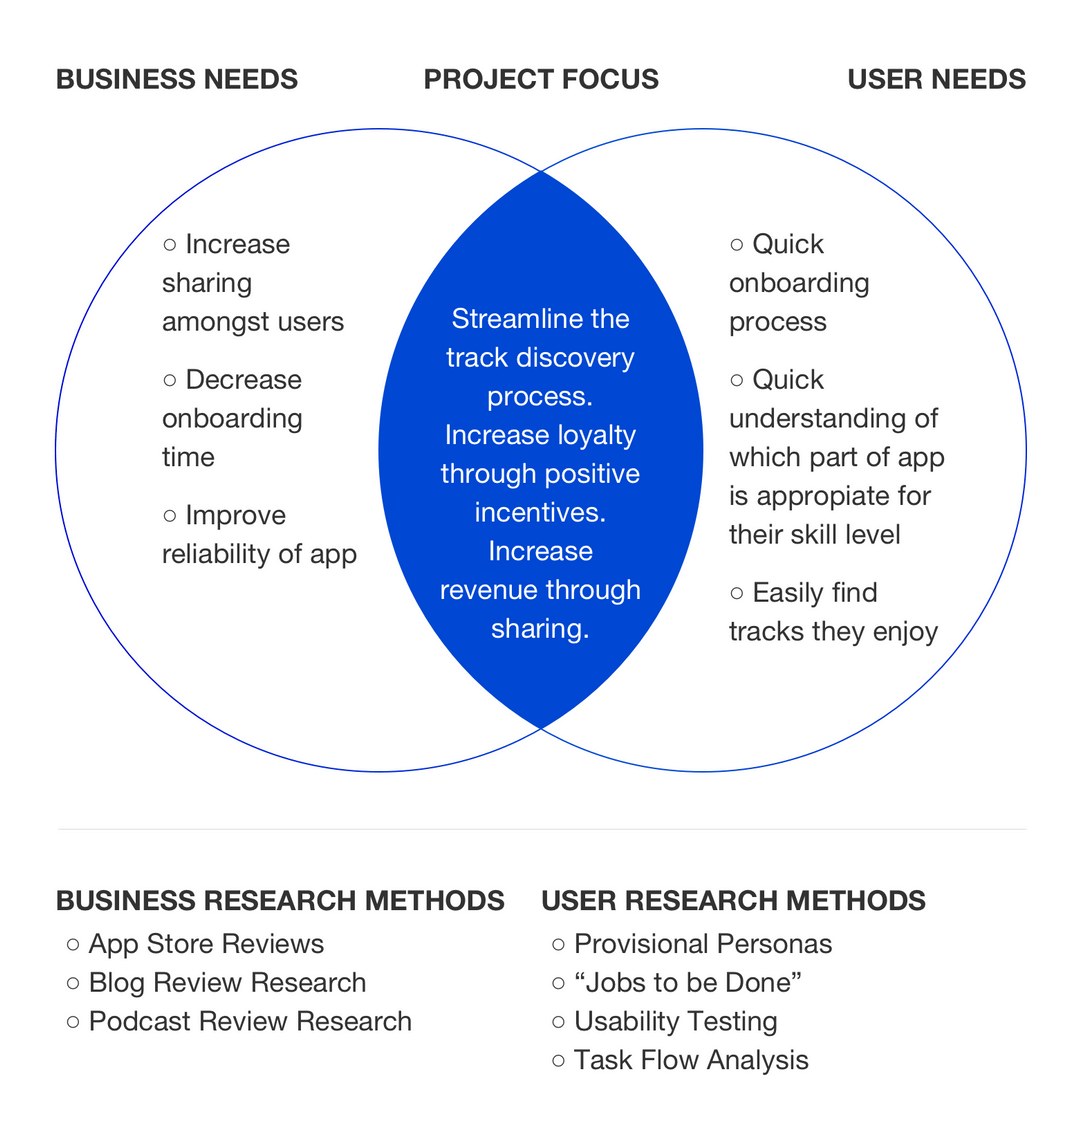 BUSINESS NEEDS
PROJECT FOCUS
USER NEEDS
○ Increase
sharing
amongst users
○ Decrease
onboarding
time
○ Improve
reliability of app
Streamline the
track discovery
process.
Increase loyalty
through positive
incentives.
Increase
revenue through
sharing.
○ Quick
onboarding
process
○ Quick
understanding of
which part of app
is appropiate for
their skill level
○ Easily find
tracks they enjoy
BUSINESS RESEARCH METHODS
○ App Store Reviews
○ Blog Review Research
○ Podcast Review Research
USER RESEARCH METHODS
○ Provisional Personas
○ “Jobs to be Done”
○ Usability Testing
○ Task Flow Analysis